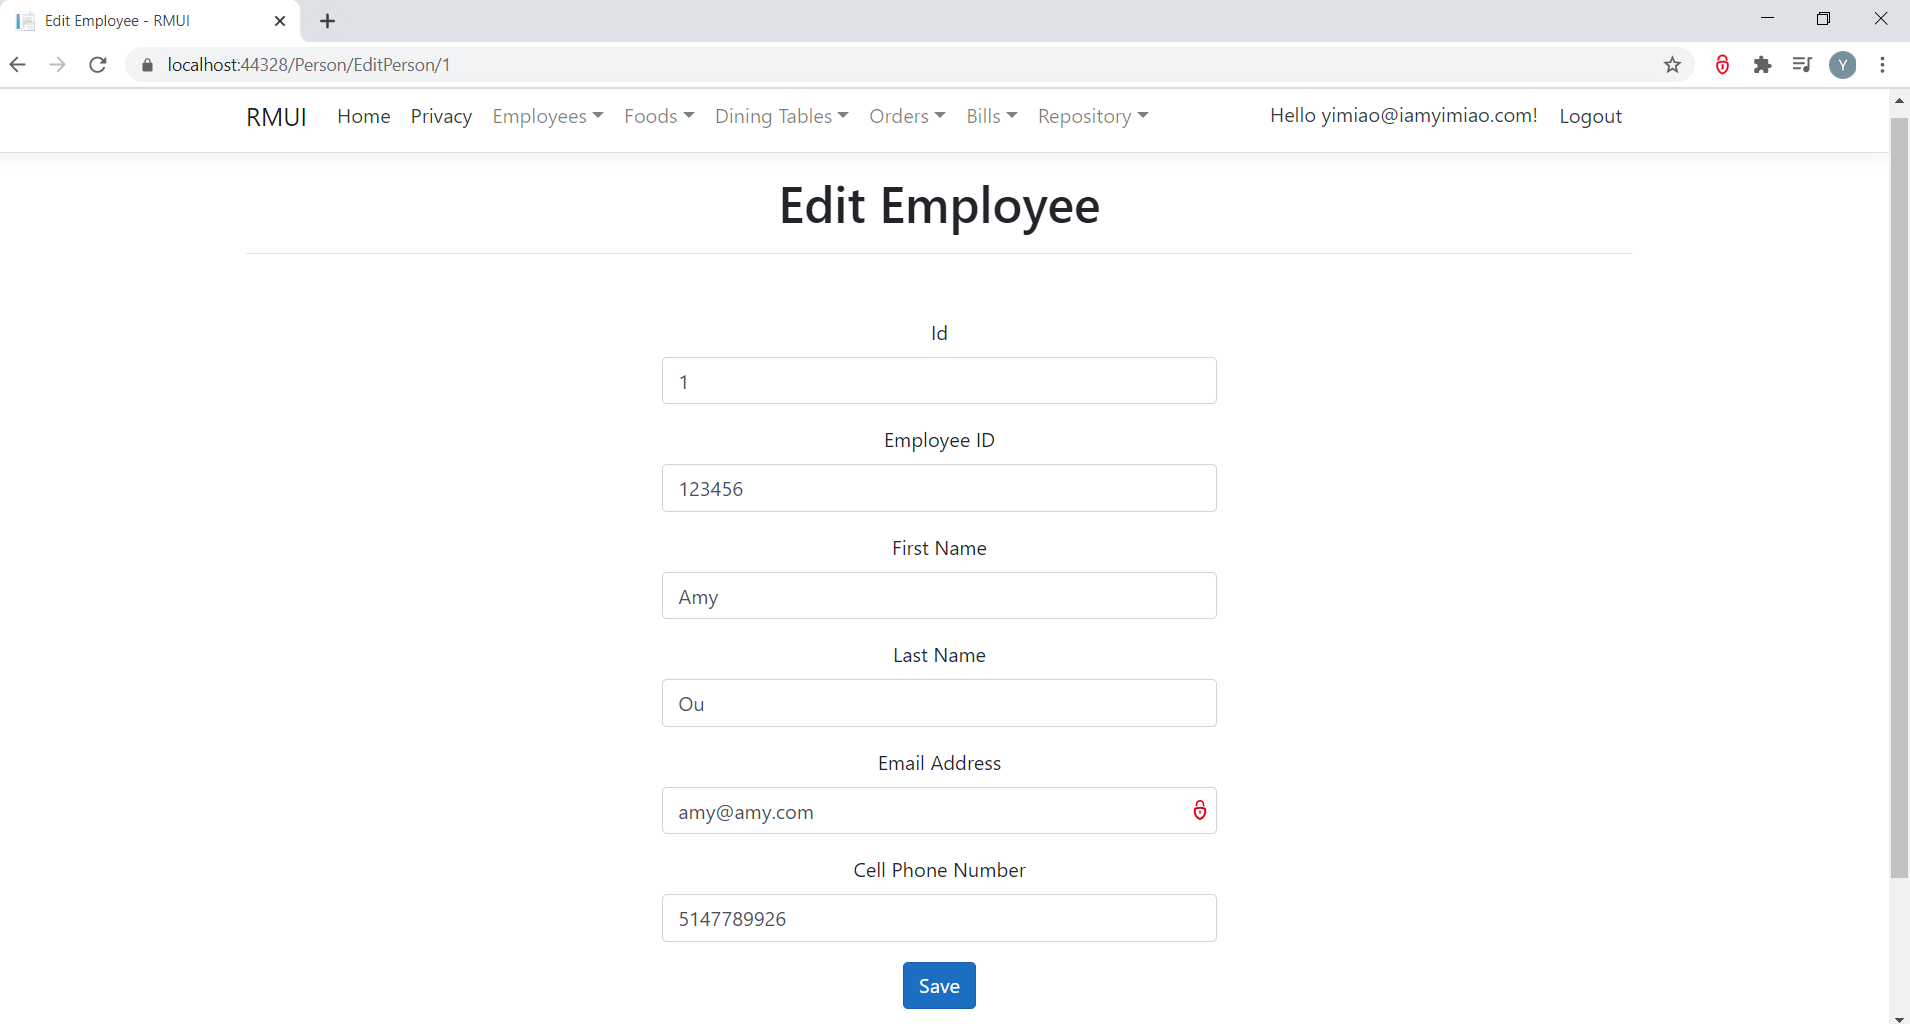 Edit Employee - RMUI
localhost:44328/Person/EditPerson/1
Y
RMUI Home Privacy Employees Foods Dining Tables Orders Bills Repository Hello yimiao@iamyimiao.com! Logout
Edit Employee
Id
1
Employee ID
123456
First Name
Amy
Last Name
Ou
Email Address
amy@amy.com
Cell Phone Number
5147789926
Save